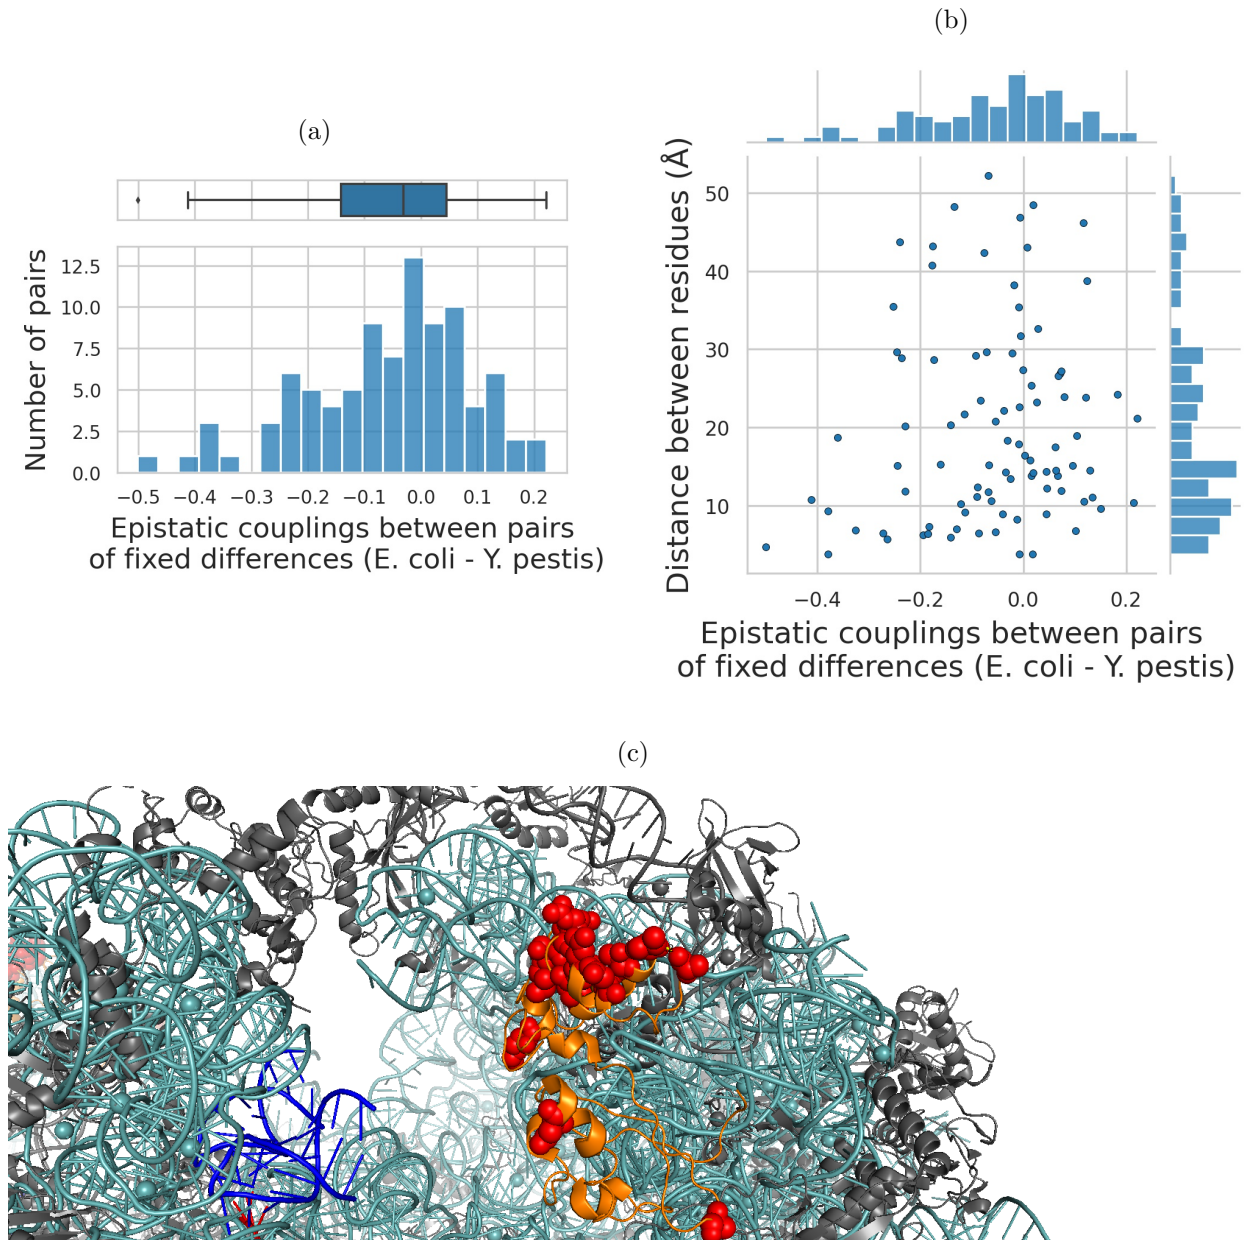 (a)
Number of pairs
12.5
10.0
7.5
5.0
2.5
0.0
−0.5 −0.4 −0.3 −0.2 −0.1 0.0 0.1 0.2
Epistatic couplings between pairs
of fixed differences (E. coli - Y. pestis)
(b)
Distance between residues (Å)
50
40
30
20
10
−0.4 −0.2 0.0 0.2
Epistatic couplings between pairs
of fixed differences (E. coli - Y. pestis)
(c)